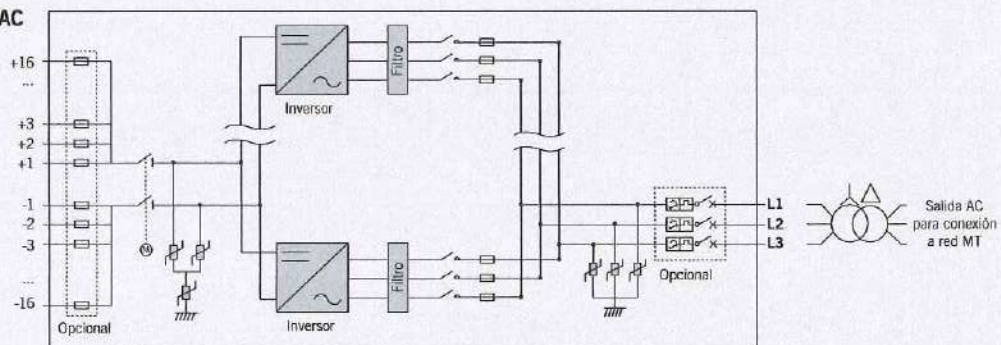 AC
+16
...
+3
+2
+1
-1
-2
-3
...
-16
Opcional
M
Inversor
Filtro
Inversor
Filtro
L1
L2
L3
Opcional
Salida AC
para conexión
a red MT